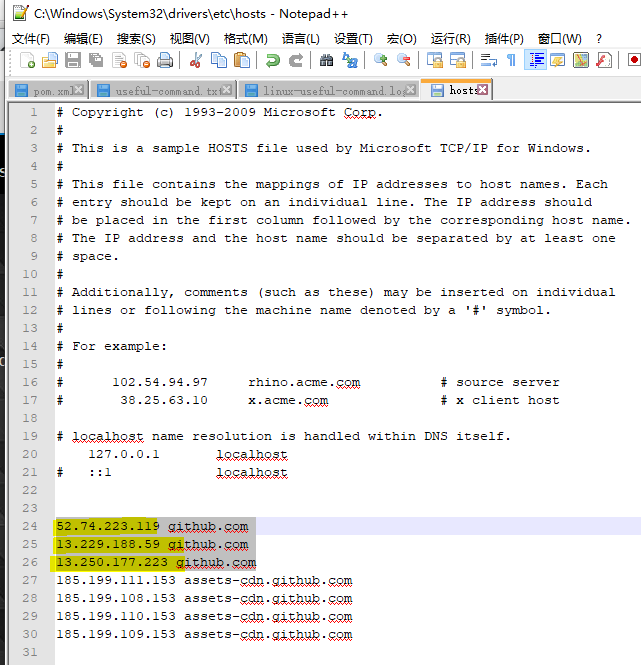 C:\Windows\System32\drivers\etc\hosts - Notepad++
文件(F) 编辑(E) 搜索(S) 视图(V) 格式(M) 语言(L) 设置(T) 宏(O) 运行(R) 插件(P) 窗口(W) ?
pom.xml useful-command.txt linux-useful-command.log hosts
1 # Copyright (c) 1993-2009 Microsoft Corp.
2 #
3 # This is a sample HOSTS file used by Microsoft TCP/IP for Windows.
4 #
5 # This file contains the mappings of IP addresses to host names. Each
6 # entry should be kept on an individual line. The IP address should
7 # be placed in the first column followed by the corresponding host name.
8 # The IP address and the host name should be separated by at least one
9 # space.
10 #
11 # Additionally, comments (such as these) may be inserted on individual
12 # lines or following the machine name denoted by a '#' symbol.
13 #
14 # For example:
15 #
16 # 102.54.94.97 rhino.acme.com # source server
17 # 38.25.63.10 x.acme.com # x client host
18
19 # localhost name resolution is handled within DNS itself.
20 127.0.0.1 localhost
21 # ::1 localhost
22
23
24 52.74.223.119 github.com
25 13.229.188.59 github.com
26 13.250.177.223 github.com
27 185.199.111.153 assets-cdn.github.com
28 185.199.108.153 assets-cdn.github.com
29 185.199.110.153 assets-cdn.github.com
30 185.199.109.153 assets-cdn.github.com
31